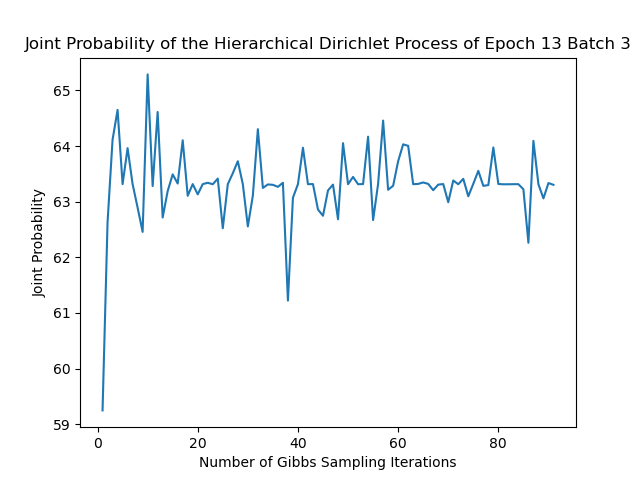 Joint Probability of the Hierarchical Dirichlet Process of Epoch 13 Batch 3
65
64
63
62
61
60
59
Joint Probability
0 20 40 60 80
Number of Gibbs Sampling Iterations